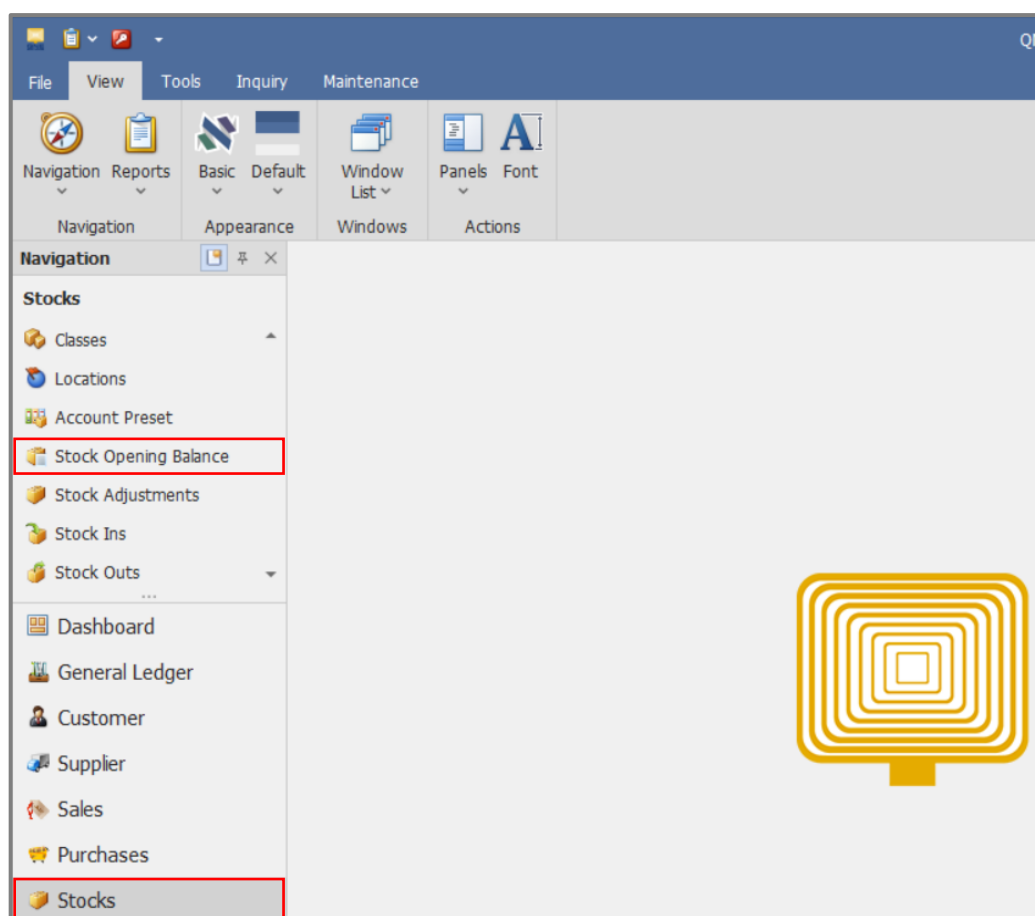 QN
File View Tools Inquiry Maintenance
Navigation Reports Basic Default Window List Panels Font
Navigation Appearance Windows Actions
Navigation
Stocks
Classes
Locations
Account Preset
Stock Opening Balance
Stock Adjustments
Stock Ins
Stock Outs
...
Dashboard
General Ledger
Customer
Supplier
Sales
Purchases
Stocks